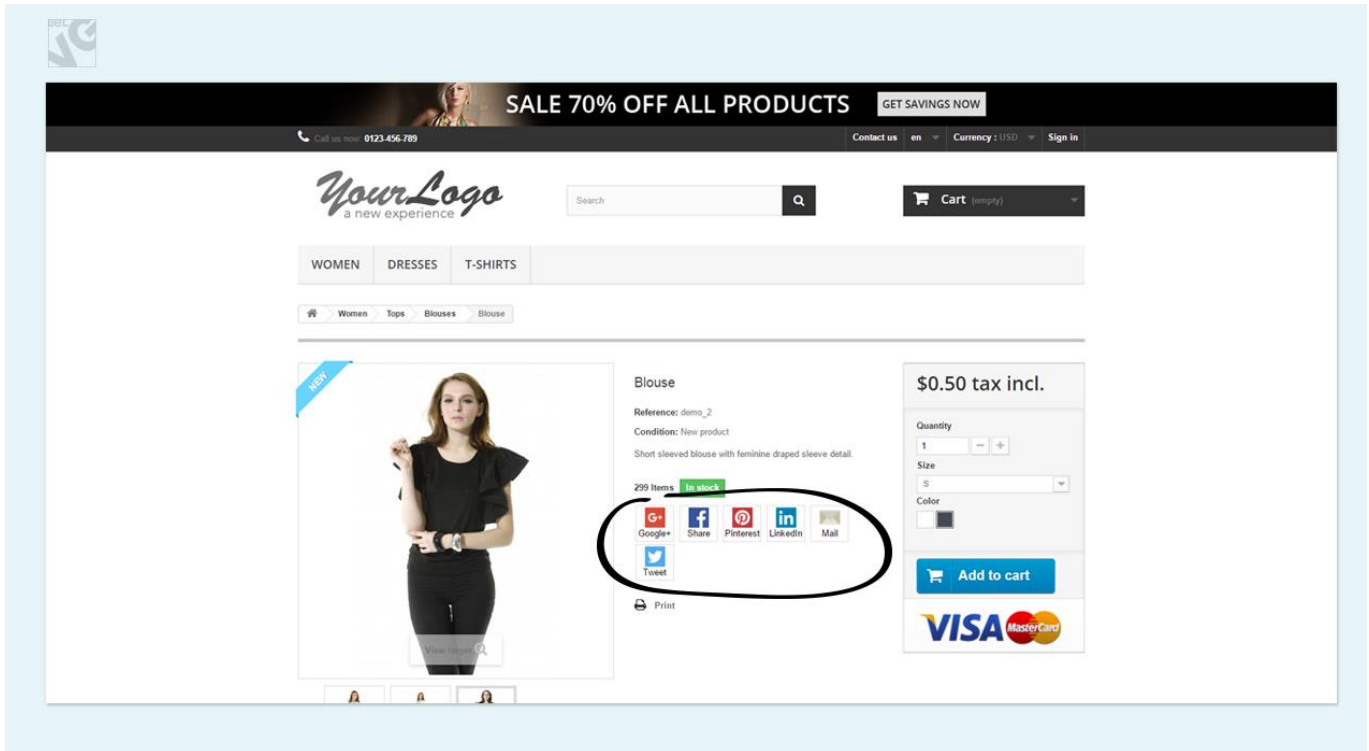 SALE 70% OFF ALL PRODUCTS GET SAVINGS NOW
Call us now: 0123-456-789 Contact us en Currency : USD Sign in
YourLogo
a new experience
Search
Cart (empty)
WOMEN DRESSES T-SHIRTS
Women Tops Blouses Blouse
NEW
Blouse
Reference: demo_2
Condition: New product
Short sleeved blouse with feminine draped sleeve detail.
299 Items In stock
G+
Google+ Share Pinterest LinkedIn Mail
Tweet
Print
View larger
$0.50 tax incl.
Quantity
1
Size
S
Color
Add to cart
VISA MasterCard